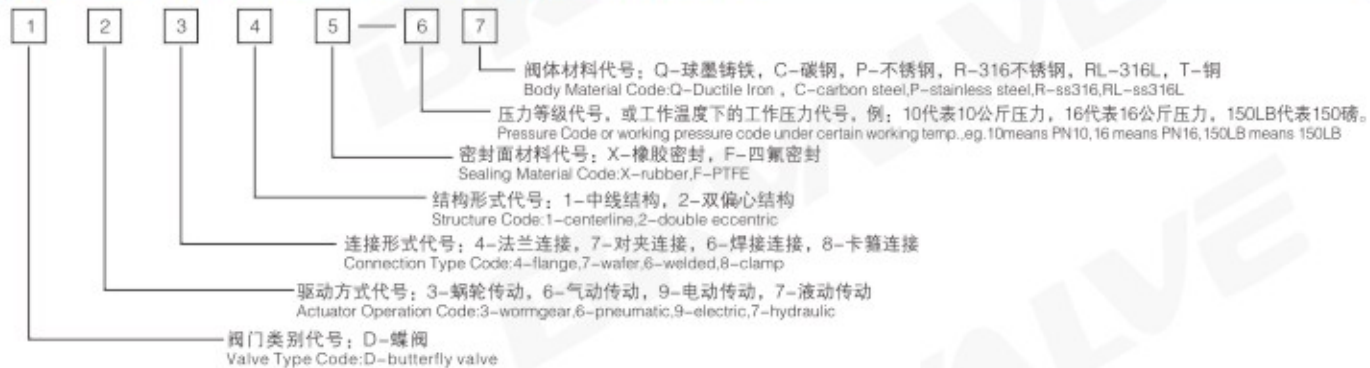 1 2 3 4 5 — 6 7
阀体材料代号：Q-球墨铸铁，C-碳钢，P-不锈钢，R-316不锈钢，RL-316L，T-铜
Body Material Code:Q-Ductile Iron , C-carbon steel,P-stainless steel,R-ss316,RL-ss316L
压力等级代号，或工作温度下的工作压力代号，例：10代表10公斤压力，16代表16公斤压力，150LB代表150磅。
Pressure Code or working pressure code under certain working temp.,eg.10means PN10,16 means PN16,150LB means 150LB
密封面材料代号：X-橡胶密封，F-四氟密封
Sealing Material Code:X-rubber,F-PTFE
结构形式代号：1-中线结构，2-双偏心结构
Structure Code:1-centerline,2-double eccentric
连接形式代号：4-法兰连接，7-对夹连接，6-焊接连接，8-卡箍连接
Connection Type Code:4-flange,7-wafer,6-welded,8-clamp
驱动方式代号：3-蜗轮传动，6-气动传动，9-电动传动，7-液动传动
Actuator Operation Code:3-wormgear,6-pneumatic,9-electric,7-hydraulic
阀门类别代号：D-蝶阀
Valve Type Code:D-butterfly valve